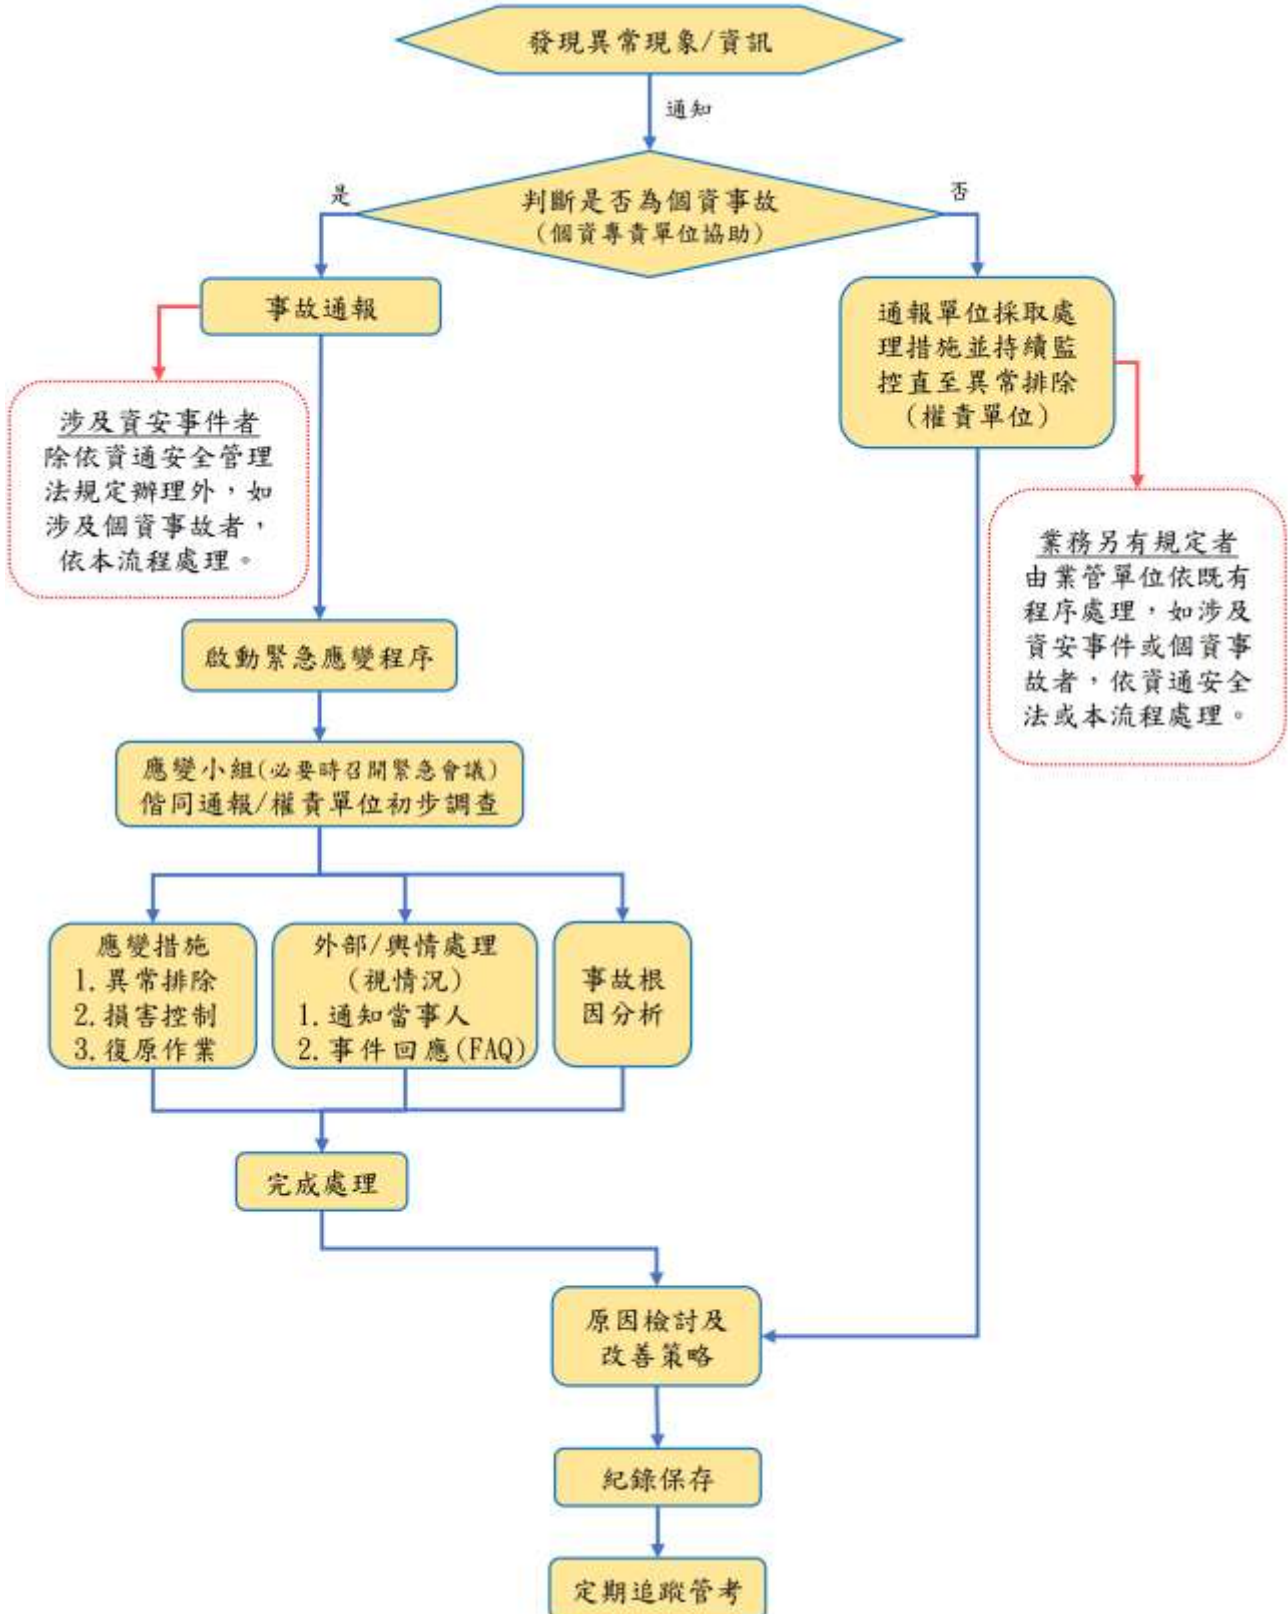 發現異常現象/資訊
通知
判斷是否為個資事故
(個資專責單位協助)
是
否
事故通報
通報單位採取處
理措施並持續監
控直至異常排除
(權責單位)
涉及資安事件者
除依資通安全管理
法規定辦理外，如
涉及個資事故者，
依本流程處理。
業務另有規定者
由業管單位依既有
程序處理，如涉及
資安事件或個資事
故者，依資通安全
法或本流程處理。
啟動緊急應變程序
應變小組(必要時召開緊急會議)
偕同通報/權責單位初步調查
應變措施
1.異常排除
2.損害控制
3.復原作業
外部/輿情處理
(視情況)
1.通知當事人
2.事件回應(FAQ)
事故根
因分析
完成處理
原因檢討及
改善策略
紀錄保存
定期追蹤管考